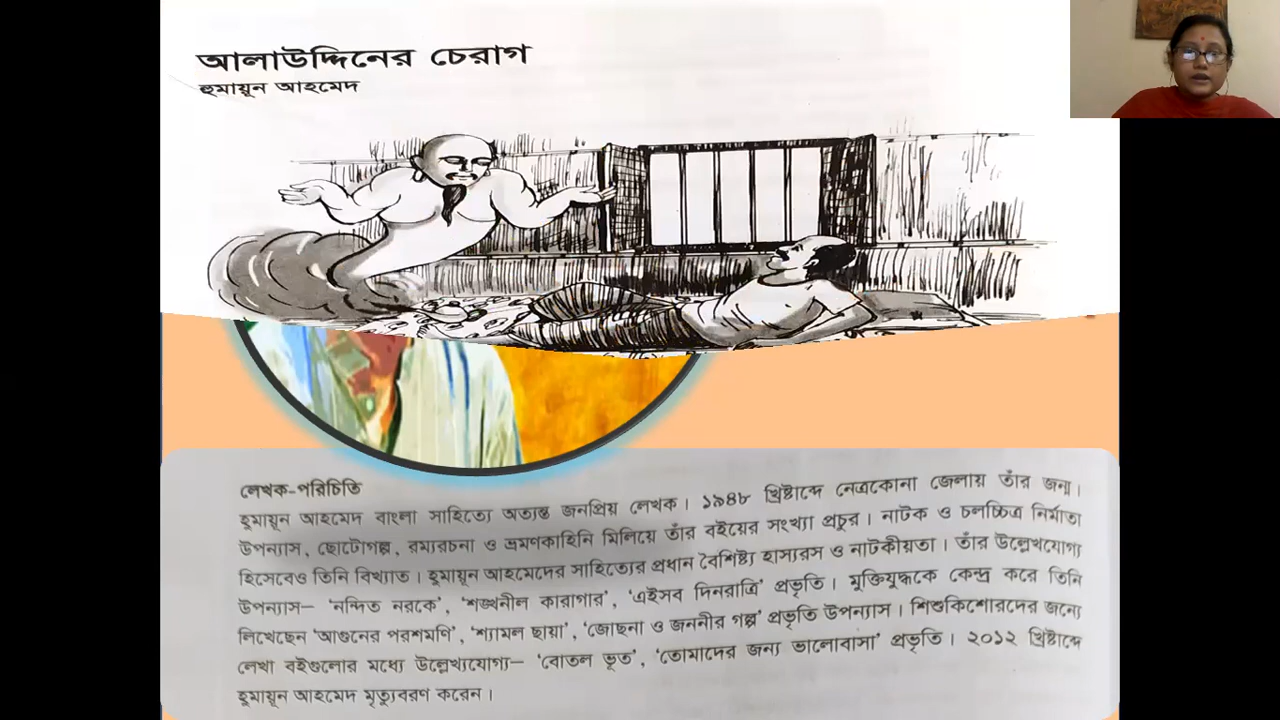 আলাউদ্দিনের চেরাগ
হুমায়ূন আহমেদ
লেখক-পরিচিতি
হুমায়ূন আহমেদ বাংলা সাহিত্যে অত্যন্ত জনপ্রিয় লেখক। ১৯৪৮ খ্রিষ্টাব্দে নেত্রকোনা জেলায় তাঁর জন্ম।
উপন্যাস, ছোটোগল্প, রম্যরচনা ও ভ্রমণকাহিনি মিলিয়ে তাঁর বইয়ের সংখ্যা প্রচুর। নাটক ও চলচ্চিত্র নির্মাতা
হিসেবেও তিনি বিখ্যাত। হুমায়ূন আহমেদের সাহিত্যের প্রধান বৈশিষ্ট্য হাস্যরস ও নাটকীয়তা। তাঁর উল্লেখযোগ্য
উপন্যাস– ‘নন্দিত নরকে’, ‘শঙ্খনীল কারাগার’, ‘এইসব দিনরাত্রি’ প্রভৃতি। মুক্তিযুদ্ধকে কেন্দ্র করে তিনি
লিখেছেন ‘আগুনের পরশমণি’, ‘শ্যামল ছায়া’, ‘জোছনা ও জননীর গল্প’ প্রভৃতি উপন্যাস। শিশুকিশোরদের জন্যে
লেখা বইগুলোর মধ্যে উল্লেখযোগ্য– ‘বোতল ভূত’, ‘তোমাদের জন্য ভালোবাসা’ প্রভৃতি। ২০১২ খ্রিষ্টাব্দে
হুমায়ূন আহমেদ মৃত্যুবরণ করেন।